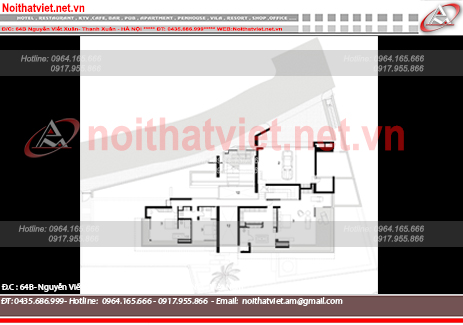 Noithatviet.net.vn
HOTEL . RESTAURANT . KTV .CAFE. BAR . PUB . APARTMENT . PENHOUSE . VILA . RESORT . SHOP .OFFICE ....
Đ/C: 64B Nguyễn Viết Xuân- Thanh Xuân - HÀ NỘI ***** ĐT: 0435.686.999***** WEB:Noithatviet.net.vn
Hotline: 0964.165.666
0917.955.866
Hotline: 0964.165.666
0917.955.866
noithatviet.net.vn
Hotline: 0964.165.666
0917.955.866
Hotline: 0964.165.666
0917.955.866
Đ.C : 64B- Nguyễn Viế
ĐT: 0435.686.999- Hotline: 0964.165.666 - 0917.955.866 - Email: noithatviet.am@gmail.com